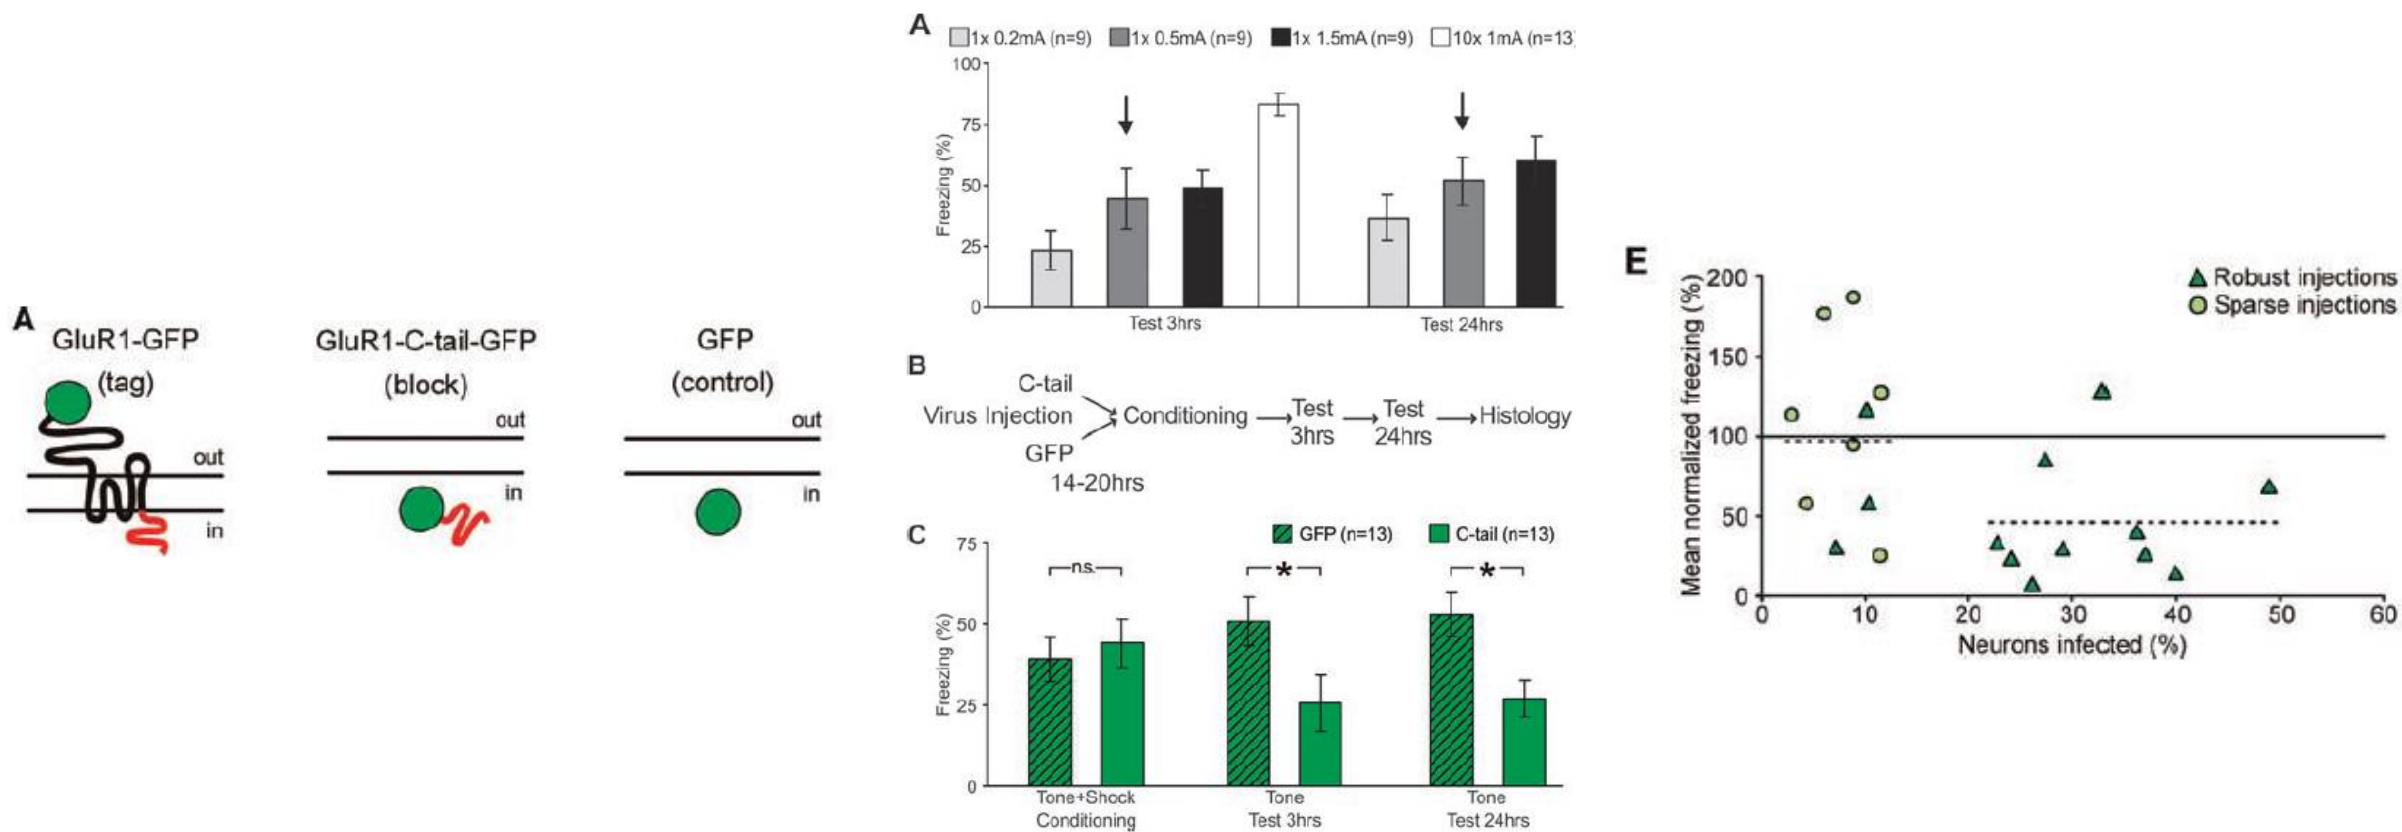 A
GluR1-GFP
(tag)
out
in
GluR1-C-tail-GFP
(block)
out
in
GFP
(control)
out
in
A
1x 0.2mA (n=9)
1x 0.5mA (n=9)
1x 1.5mA (n=9)
10x 1mA (n=13)
Freezing (%)
100
75
50
25
0
Test 3hrs
Test 24hrs
B
C-tail
Virus Injection
GFP
14-20hrs
Conditioning
Test
3hrs
Test
24hrs
Histology
C
GFP (n=13)
C-tail (n=13)
Freezing (%)
75
50
25
0
n.s.
*
*
Tone+Shock
Conditioning
Tone
Test 3hrs
Tone
Test 24hrs
E
Robust injections
Sparse injections
Mean normalized freezing (%)
200
150
100
50
0
0 10 20 30 40 50 60
Neurons infected (%)